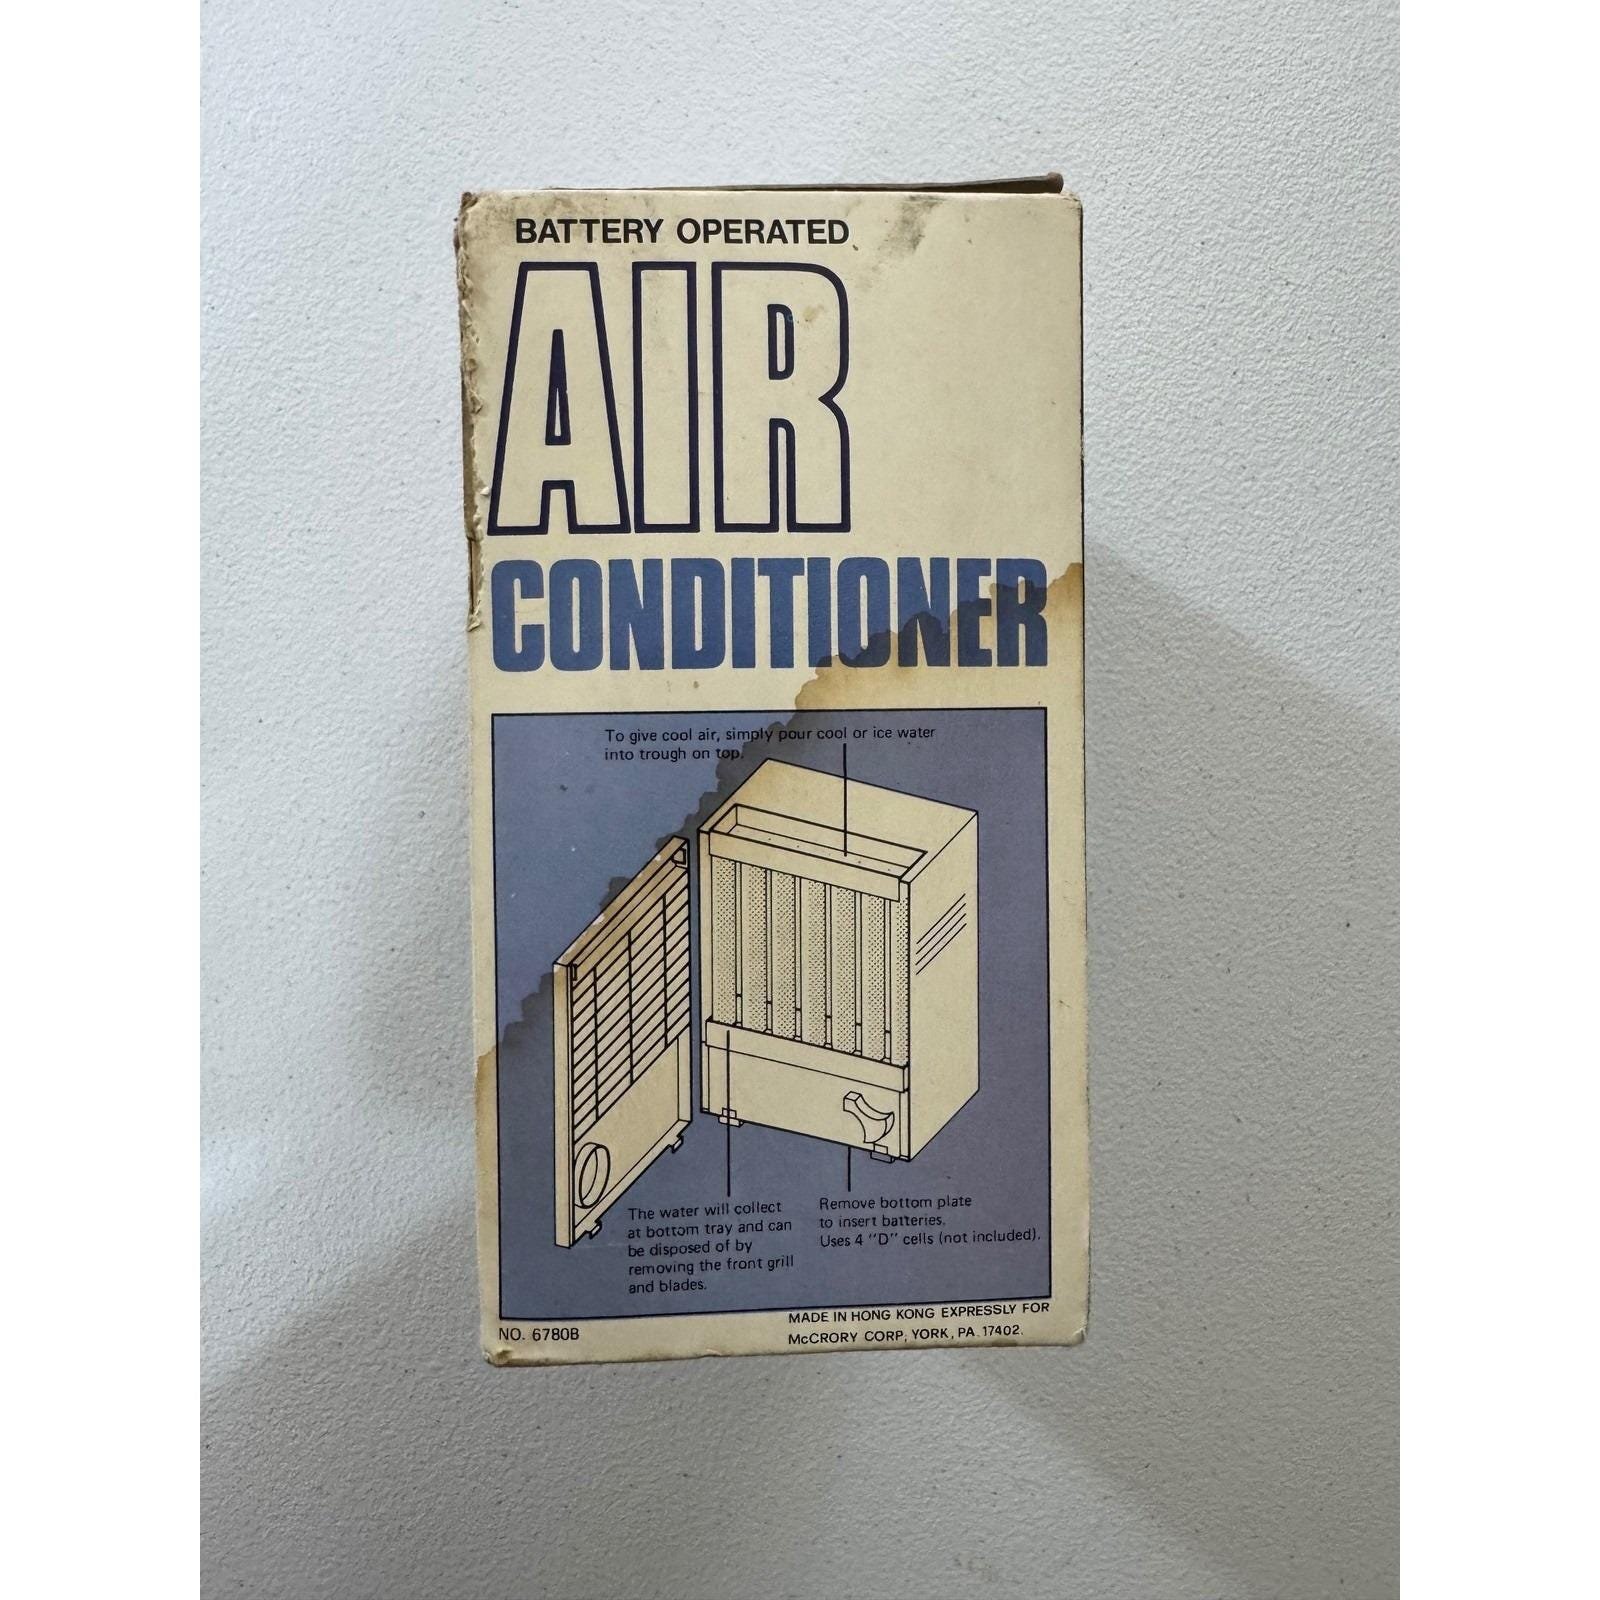 BATTERY OPERATED
AIR
CONDITIONER
To give cool air, simply pour cool or ice water
into trough on top.
The water will collect
at bottom tray and can
be disposed of by
removing the front grill
and blades.
Remove bottom plate
to insert batteries.
Uses 4 "D" cells (not included).
NO. 6780B
MADE IN HONG KONG EXPRESSLY FOR
McCRORY CORP, YORK, PA. 17402.